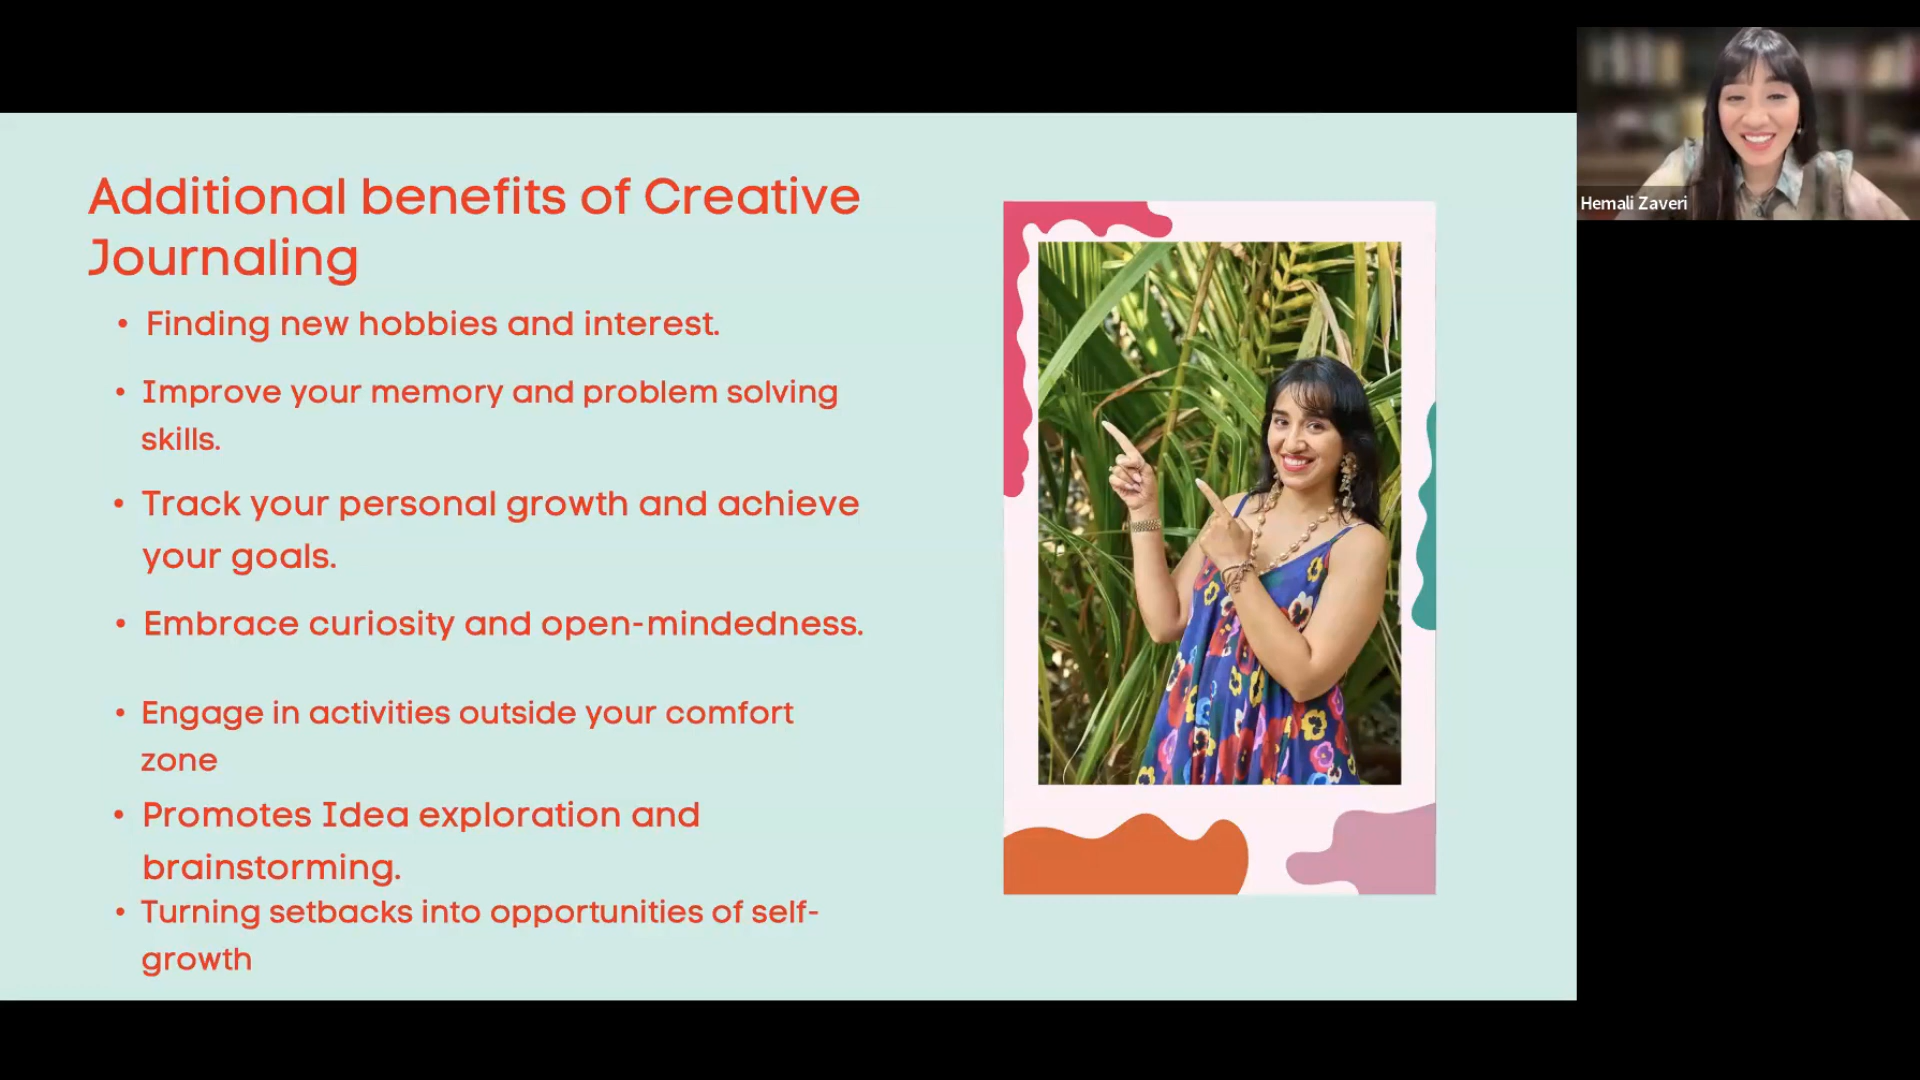 Additional benefits of Creative
Journaling
• Finding new hobbies and interest.
• Improve your memory and problem solving
skills.
• Track your personal growth and achieve
your goals.
• Embrace curiosity and open-mindedness.
• Engage in activities outside your comfort
zone
• Promotes Idea exploration and
brainstorming.
• Turning setbacks into opportunities of self-
growth
Hemali Zaveri